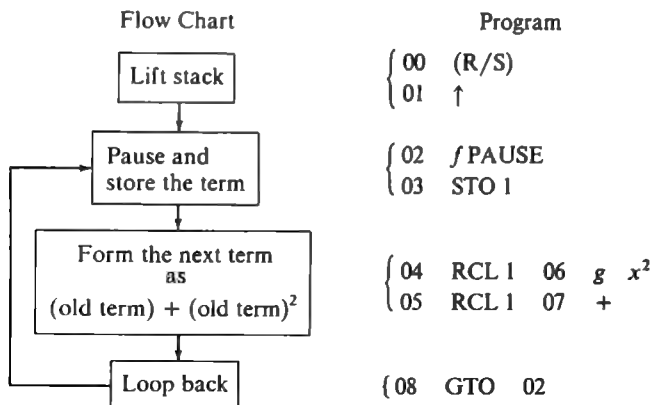 Flow Chart
Program
Lift stack
00 (R/S)
01 ↑
Pause and
store the term
02 f PAUSE
03 STO 1
Form the next term
as
(old term) + (old term)²
04 RCL 1 06 g x²
05 RCL 1 07 +
Loop back
08 GTO 02